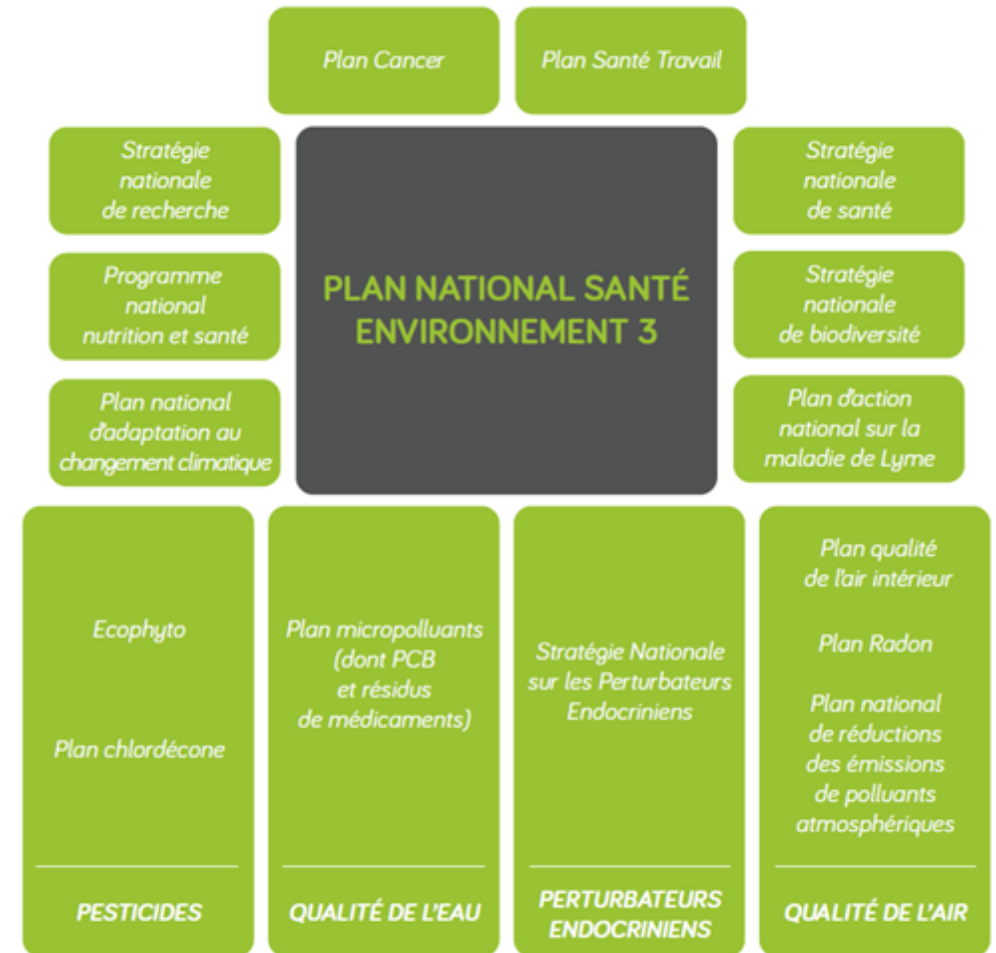 Plan Cancer
Plan Santé Travail
Stratégie
nationale
de recherche
Programme
national
nutrition et santé
Plan national
d'adaptation au
changement climatique
PLAN NATIONAL SANTÉ
ENVIRONNEMENT 3
Stratégie
nationale
de santé
Stratégie
nationale
de biodiversité
Plan d'action
national sur la
maladie de Lyme
Ecophyto
Plan chlordécone
PESTICIDES
Plan micropolluants
(dont PCB
et résidus
de médicaments)
QUALITÉ DE L'EAU
Stratégie Nationale
sur les Perturbateurs
Endocriniens
PERTURBATEURS
ENDOCRINIENS
Plan qualité
de l'air intérieur
Plan Radon
Plan national
de réductions
des émissions
de polluants
atmosphériques
QUALITÉ DE L'AIR